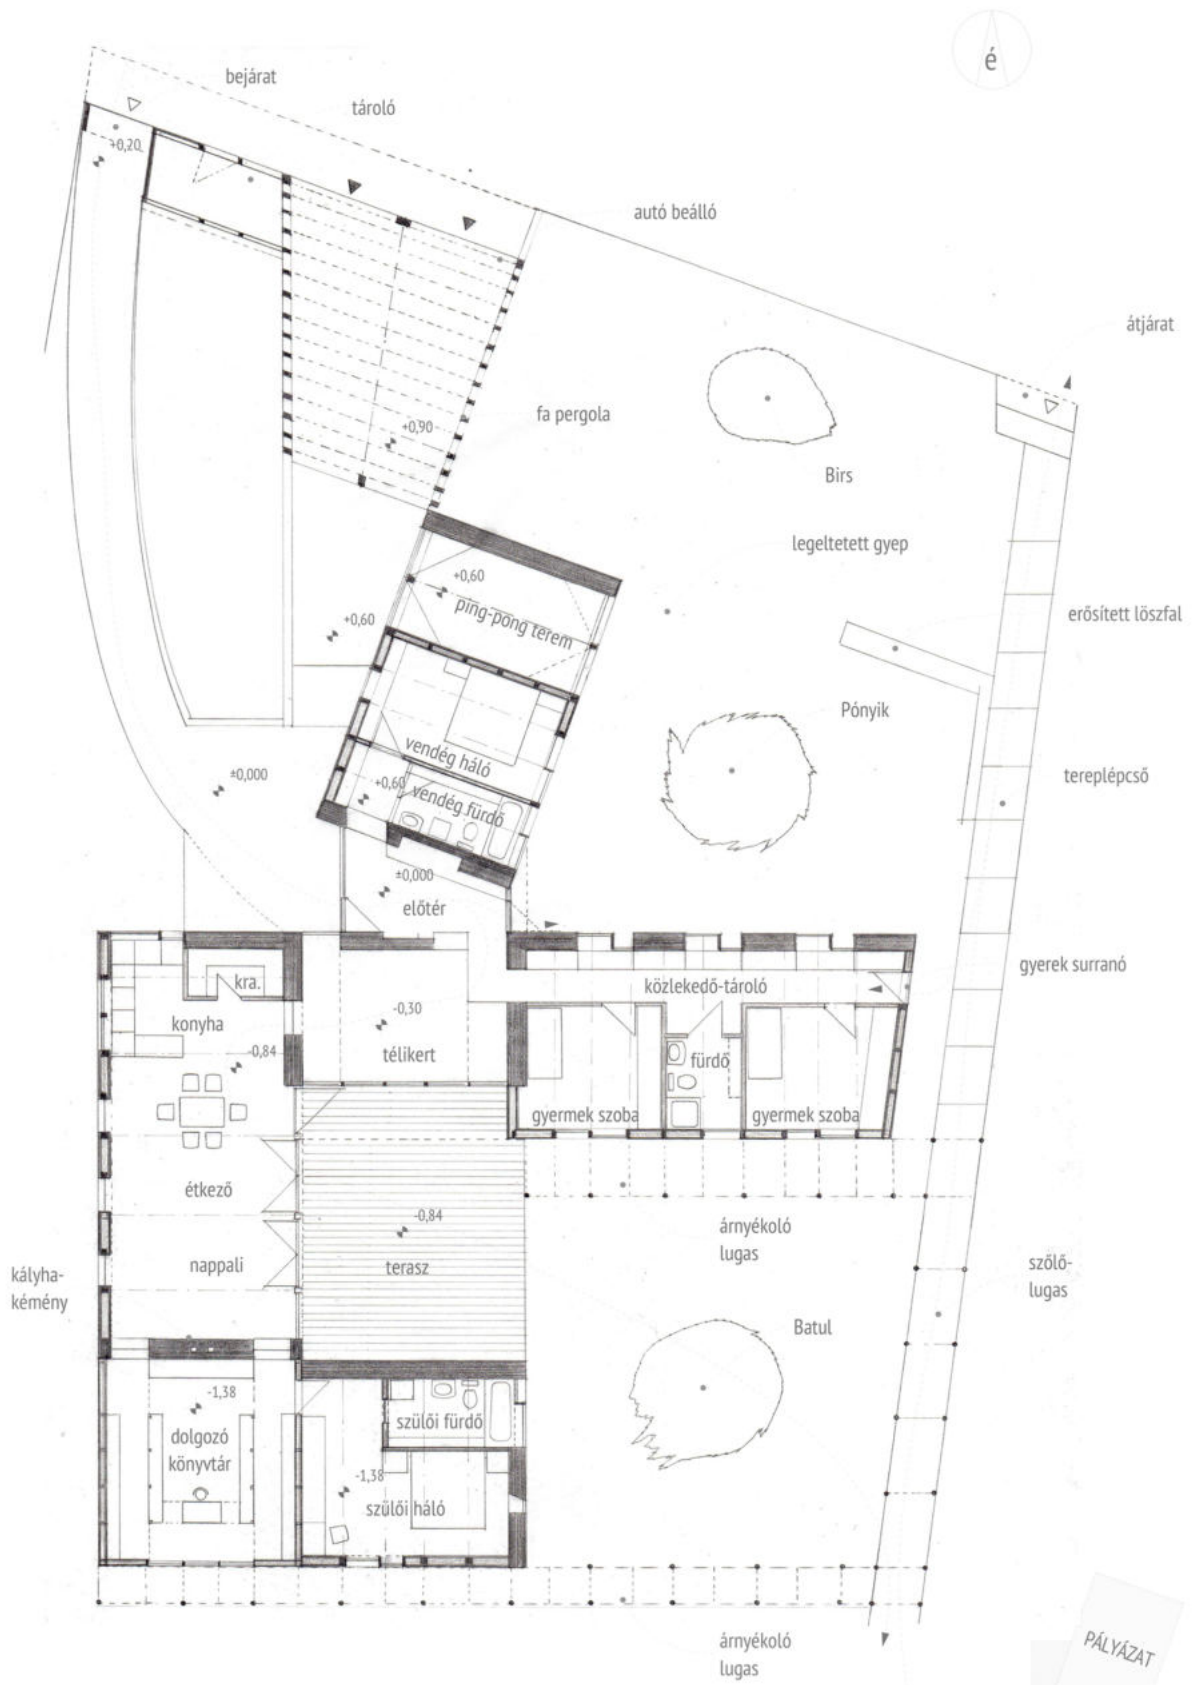 é
bejárat
tároló
+0,20
autó beálló
átjárat
fa pergola
+0,90
Birs
legeltetett gyep
+0,60
ping-pong terem
+0,60
erősített löszfal
Pónyik
vendég háló
±0,000
tereplépcső
+0,60
vendég fürdő
±0,000
előtér
gyerek surranó
kra.
közlekedő-tároló
konyha
-0,30
télikert
-0,84
fürdő
gyermek szoba
gyermek szoba
étkező
-0,84
árnyékoló
lugas
nappali
terasz
kályha-
kémény
szőlő-
lugas
Batul
-1,38
dolgozó
könyvtár
szülői fürdő
-1,38
szülői háló
árnyékoló
lugas
PÁLYÁZAT